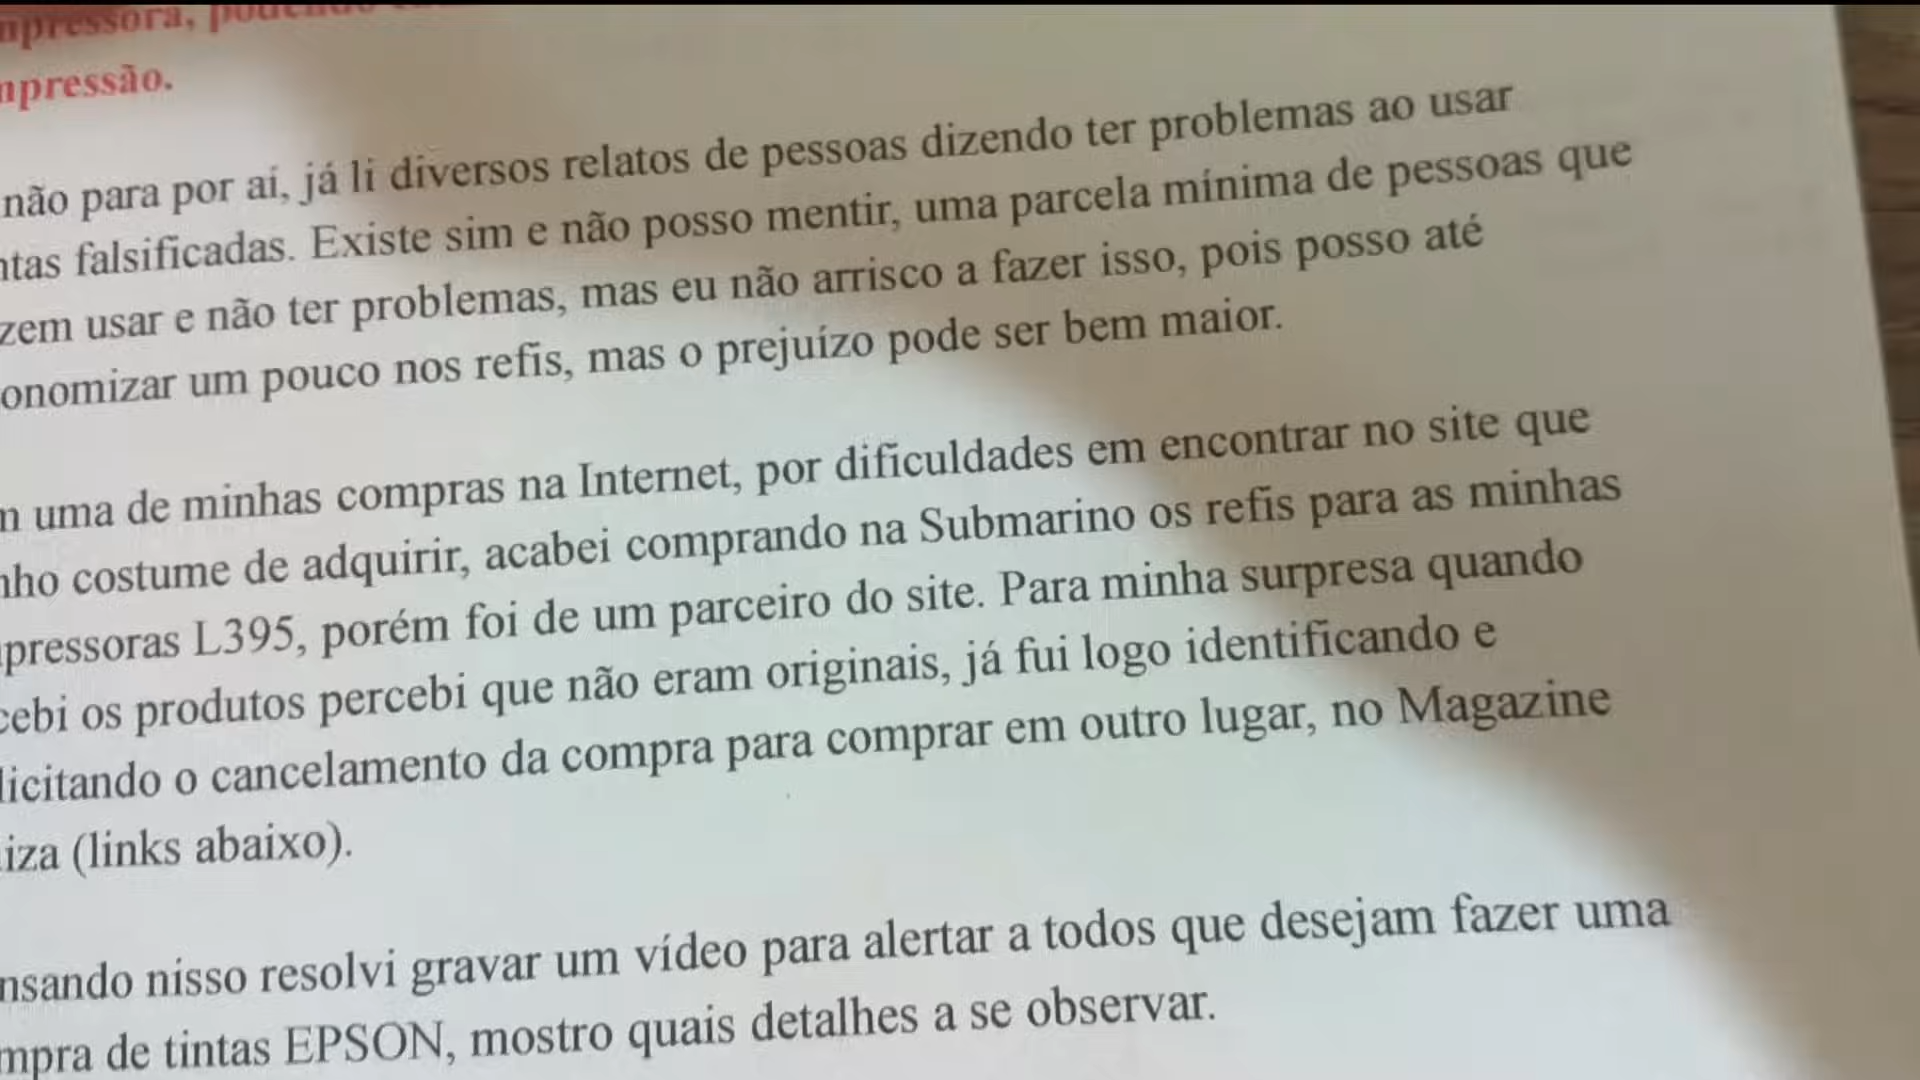 mpressora,
mpressão.
não para por aí, já li diversos relatos de pessoas dizendo ter problemas ao usar
ntas falsificadas. Existe sim e não posso mentir, uma parcela mínima de pessoas que
zem usar e não ter problemas, mas eu não arrisco a fazer isso, pois posso até
onomizar um pouco nos refis, mas o prejuízo pode ser bem maior.
m uma de minhas compras na Internet, por dificuldades em encontrar no site que
nho costume de adquirir, acabei comprando na Submarino os refis para as minhas
pressoras L395, porém foi de um parceiro do site. Para minha surpresa quando
cebi os produtos percebi que não eram originais, já fui logo identificando e
licitando o cancelamento da compra para comprar em outro lugar, no Magazine
iza (links abaixo).
nsando nisso resolvi gravar um vídeo para alertar a todos que desejam fazer uma
mpra de tintas EPSON, mostro quais detalhes a se observar.